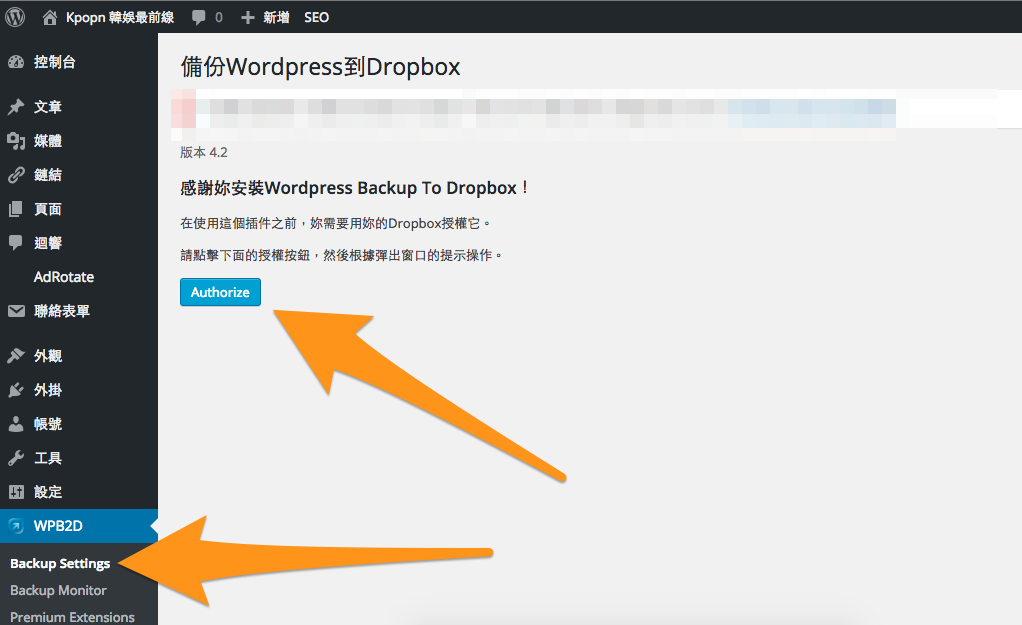 Kpopn 韓娛最前線 0 新增 SEO
控制台
文章
媒體
鏈結
頁面
迴響
AdRotate
聯絡表單
外觀
外掛
帳號
工具
設定
WPB2D
Backup Settings
Backup Monitor
Premium Extensions
備份Wordpress到Dropbox
版本 4.2
感謝妳安裝Wordpress Backup To Dropbox！
在使用這個插件之前，妳需要用妳的Dropbox授權它。
請點擊下面的授權按鈕，然後根據彈出窗口的提示操作。
Authorize